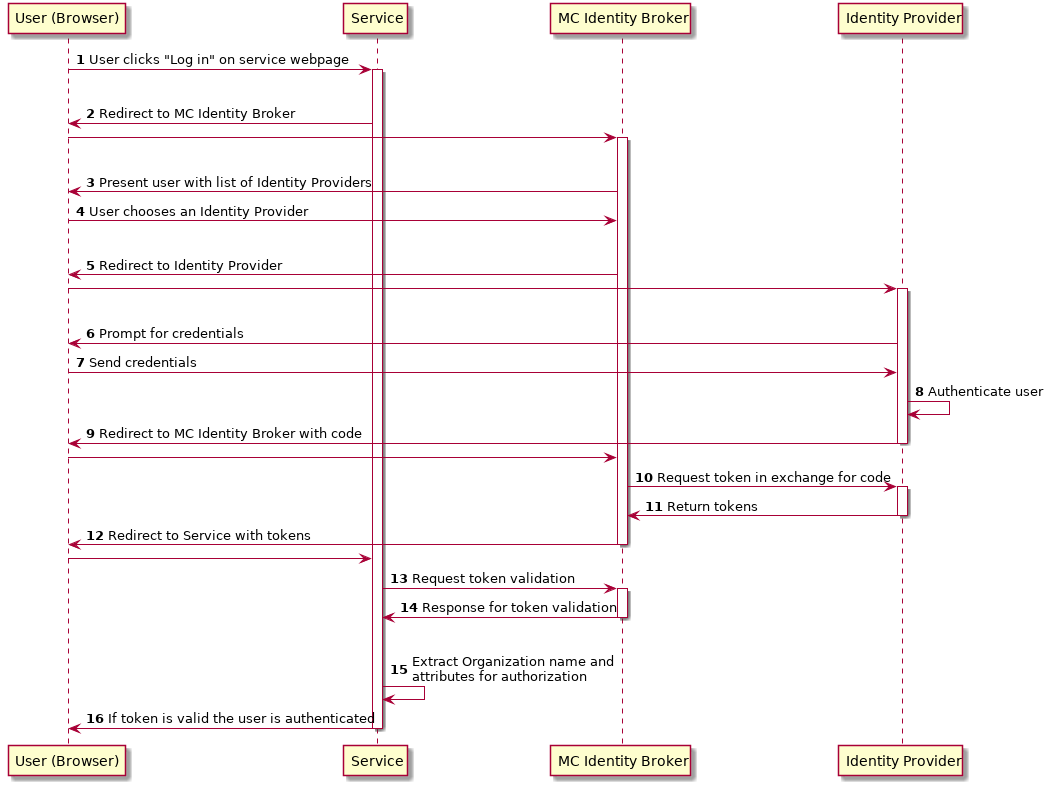 User (Browser)
Service
MC Identity Broker
Identity Provider
1 User clicks "Log in" on service webpage
2 Redirect to MC Identity Broker
3 Present user with list of Identity Providers
4 User chooses an Identity Provider
5 Redirect to Identity Provider
6 Prompt for credentials
7 Send credentials
8 Authenticate user
9 Redirect to MC Identity Broker with code
10 Request token in exchange for code
11 Return tokens
12 Redirect to Service with tokens
13 Request token validation
14 Response for token validation
15 Extract Organization name and
attributes for authorization
16 If token is valid the user is authenticated
User (Browser)
Service
MC Identity Broker
Identity Provider